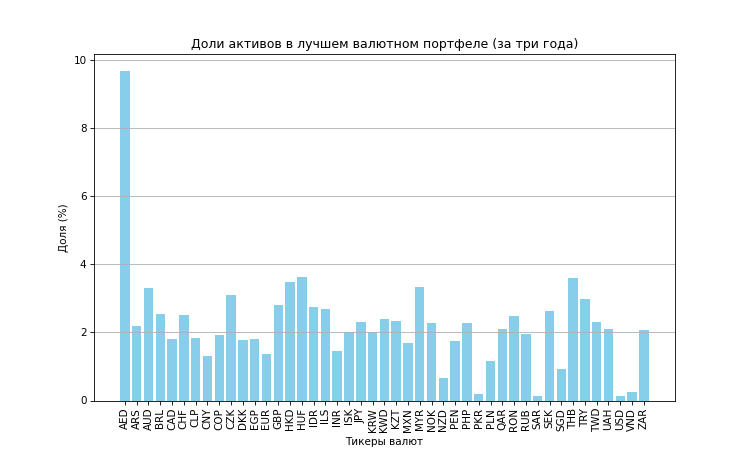 Доли активов в лучшем валютном портфеле (за три года)
Доля (%)
10
8
6
4
2
0
AED ARS AUD BRL CAD CHF CLP CNY COP CZK DKK EGP EUR GBP HKD HUF IDR ILS INR ISK JPY KRW KWD KZT MXN MYR NOK NZD PEN PHP PKR PLN QAR RON RUB SAR SEK SGD THB TRY TWD UAH USD VND ZAR
Тикеры валют